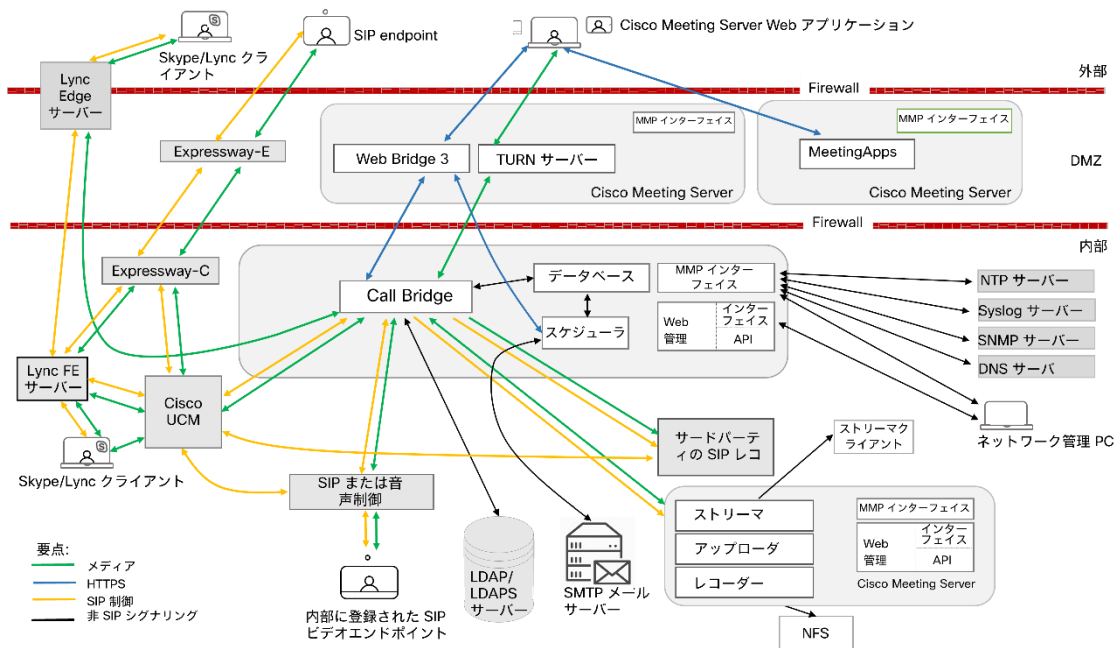 Skype/Lync クラ
イアント
SIP endpoint
Cisco Meeting Server Web アプリケーション
外部
Firewall
Lync
Edge
サーバー
Expressway-E
MMP インターフェイス
Web Bridge 3
TURN サーバー
Cisco Meeting Server
MMP インターフェイス
MeetingApps
Cisco Meeting Server
DMZ
Firewall
内部
Expressway-C
Call Bridge
データベース
スケジューラ
MMP インター
フェイス
Web
管理
インター
フェイス
API
NTP サーバー
Syslog サーバー
SNMP サーバー
DNS サーバ
ネットワーク管理 PC
Lync FE
サーバー
Cisco
UCM
Skype/Lync クライアント
SIP または音
声制御
サードパーテ
ィの SIP レコ
ストリーマク
ライアント
ストリーマ
アップローダ
レコーダー
MMP インターフェイス
Web
管理
インター
フェイス
API
Cisco Meeting Server
NFS
LDAP/
LDAPS
サーバー
SMTP メール
サーバー
内部に登録された SIP
ビデオエンドポイント
要点:
メディア
HTTPS
SIP 制御
非 SIP シグナリング